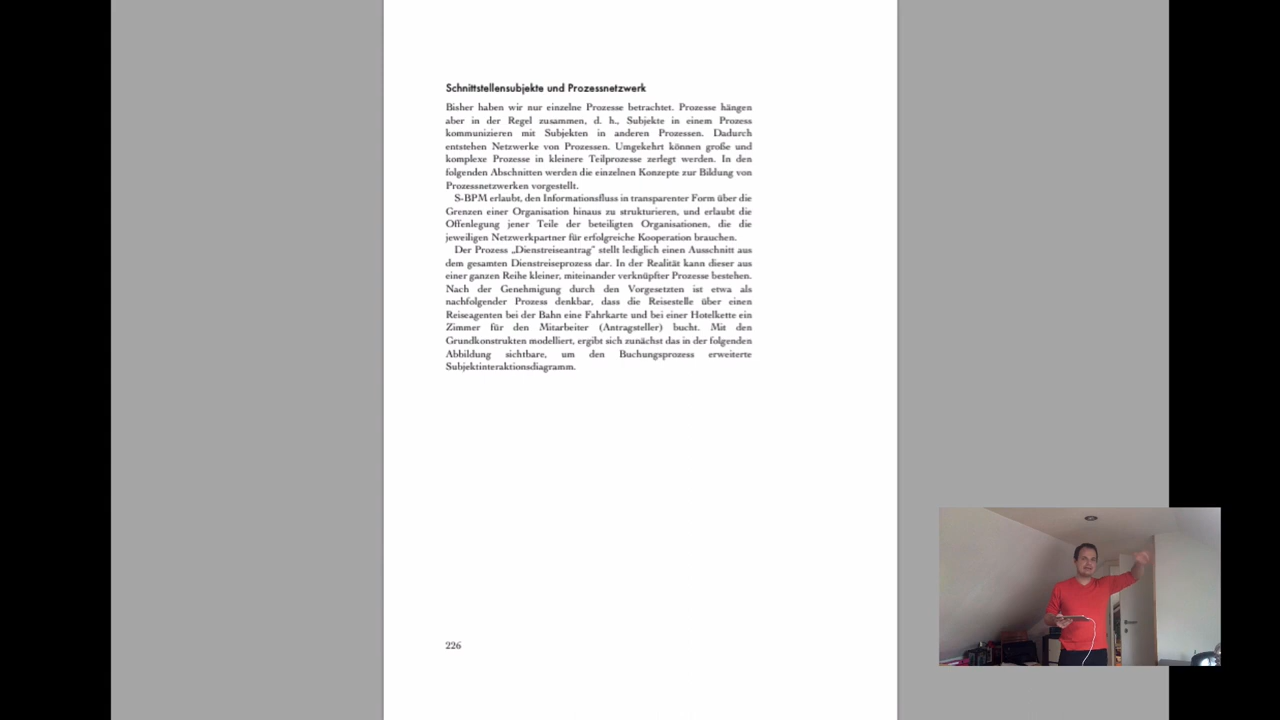 Schnittstellensubjekte und Prozessnetzwerk
Bisher haben wir nur einzelne Prozesse betrachtet. Prozesse hängen
aber in der Regel zusammen, d. h., Subjekte in einem Prozess
kommunizieren mit Subjekten in anderen Prozessen. Dadurch
entstehen Netzwerke von Prozessen. Umgekehrt können große und
komplexe Prozesse in kleinere Teilprozesse zerlegt werden. In den
folgenden Abschnitten werden die einzelnen Konzepte zur Bildung von
Prozessnetzwerken vorgestellt.
S-BPM erlaubt, den Informationsfluss in transparenter Form über die
Grenzen einer Organisation hinaus zu strukturieren, und erlaubt die
Offenlegung jener Teile der beteiligten Organisationen, die die
jeweiligen Netzwerkpartner für erfolgreiche Kooperation brauchen.
Der Prozess „Dienstreiseantrag“ stellt lediglich einen Ausschnitt aus
dem gesamten Dienstreiseprozess dar. In der Realität kann dieser aus
einer ganzen Reihe kleiner, miteinander verknüpfter Prozesse bestehen.
Nach der Genehmigung durch den Vorgesetzten ist etwa als
nachfolgender Prozess denkbar, dass die Reisestelle über einen
Reiseagenten bei der Bahn eine Fahrkarte und bei einer Hotelkette ein
Zimmer für den Mitarbeiter (Antragsteller) bucht. Mit den
Grundkonstrukten modelliert, ergibt sich zunächst das in der folgenden
Abbildung sichtbare, um den Buchungsprozess erweiterte
Subjektinteraktionsdiagramm.
226